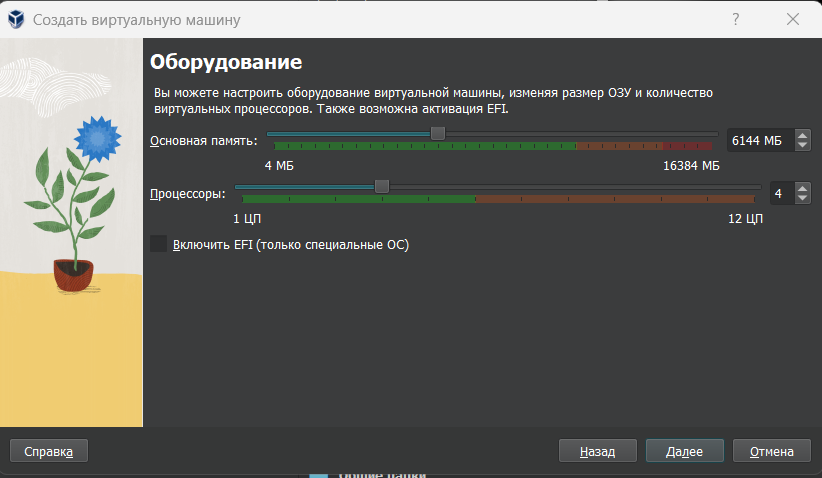 Создать виртуальную машину
?
Оборудование
Вы можете настроить оборудование виртуальной машины, изменяя размер ОЗУ и количество
виртуальных процессоров. Также возможна активация EFI.
Основная память:
6144 МБ
4 МБ
16384 МБ
Процессоры:
4
1 ЦП
12 ЦП
Включить EFI (только специальные ОС)
Справка
Назад
Далее
Отмена
Общие папки